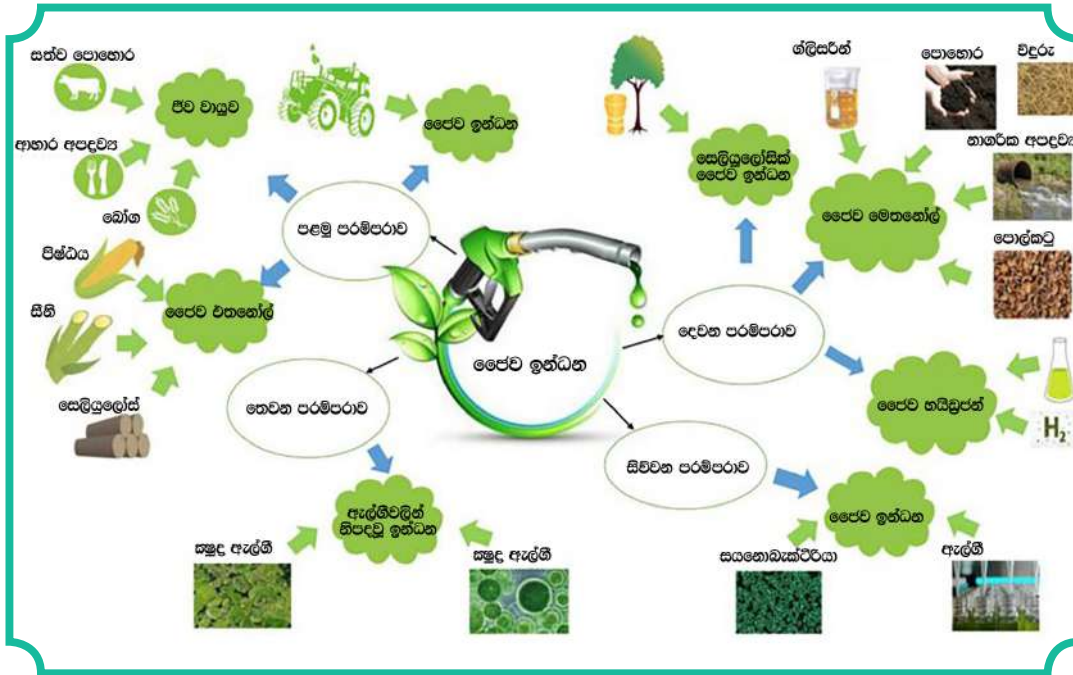 සත්ව පොහොර
ජීව වායුව
ආහාර අපද්‍රව්‍ය
බෝග
පිෂ්ඨය
සීනි
සෙලියුලෝස්
ජෛව එතනෝල්
ජෛව ඉන්ධන
පළමු පරම්පරාව
ජෛව ඉන්ධන
තෙවන පරම්පරාව
ඇල්ගීවලින්
නිපදවූ ඉන්ධන
ක්‍ෂුද්‍ර ඇල්ගී
ක්‍ෂුද්‍ර ඇල්ගී
සෙලියුලෝසික්
ජෛව ඉන්ධන
ග්ලිසරින්
පොහොර
විදුරු
නාගරික අපද්‍රව්‍ය
ජෛව මෙතනෝල්
පොල්කටු
දෙවන පරම්පරාව
ජෛව හයිඩ්‍රජන්
H₂
සිව්වන පරම්පරාව
ජෛව ඉන්ධන
සයනොබැක්ටීරියා
ඇල්ගී